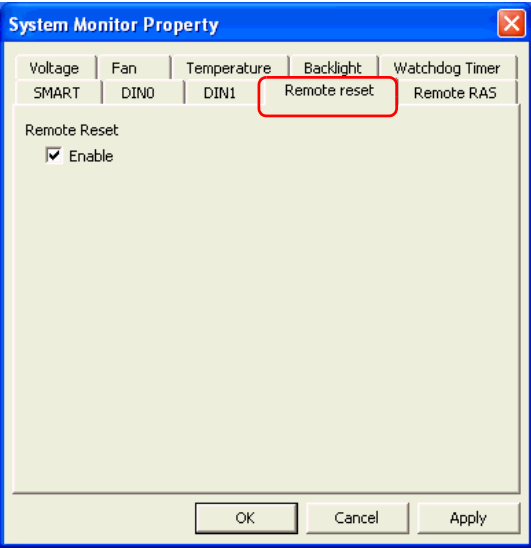 System Monitor Property
Voltage Fan Temperature Backlight Watchdog Timer
SMART DIN0 DIN1 Remote reset Remote RAS
Remote Reset
Enable
OK Cancel Apply